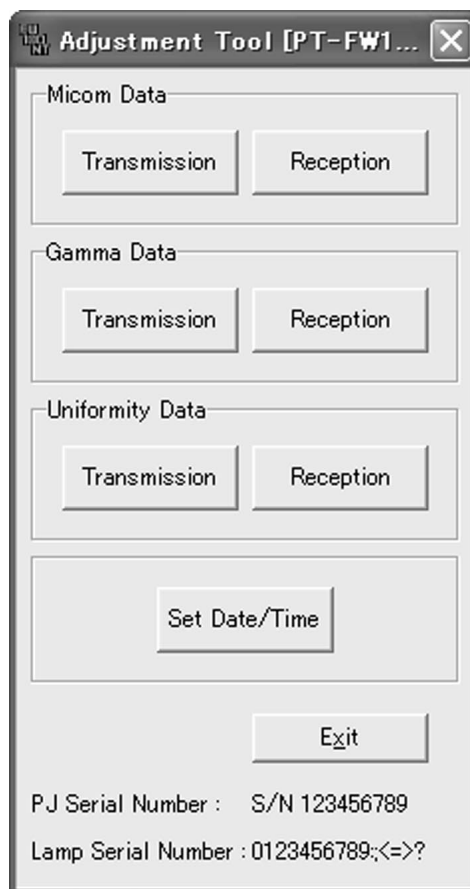 Adjustment Tool [PT-FW1...
Micom Data
Transmission Reception
Gamma Data
Transmission Reception
Uniformity Data
Transmission Reception
Set Date/Time
Exit
PJ Serial Number : S/N 123456789
Lamp Serial Number : 0123456789:;<=>?